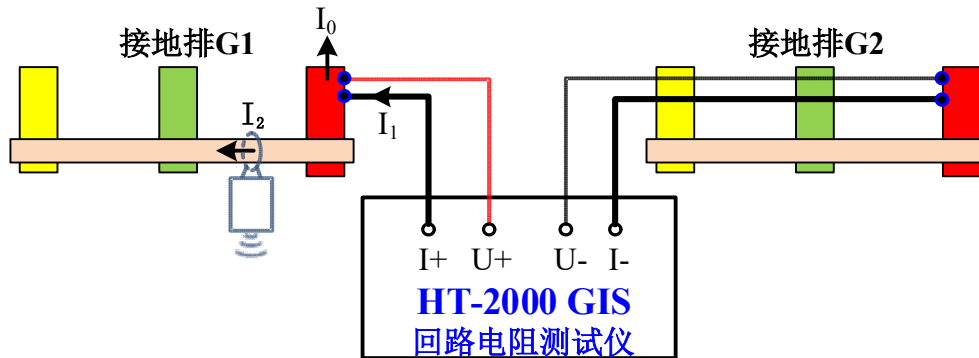 I₀
接地排G1
接地排G2
I₁
I₂
I+ U+ U- I-
HT-2000 GIS
回路电阻测试仪